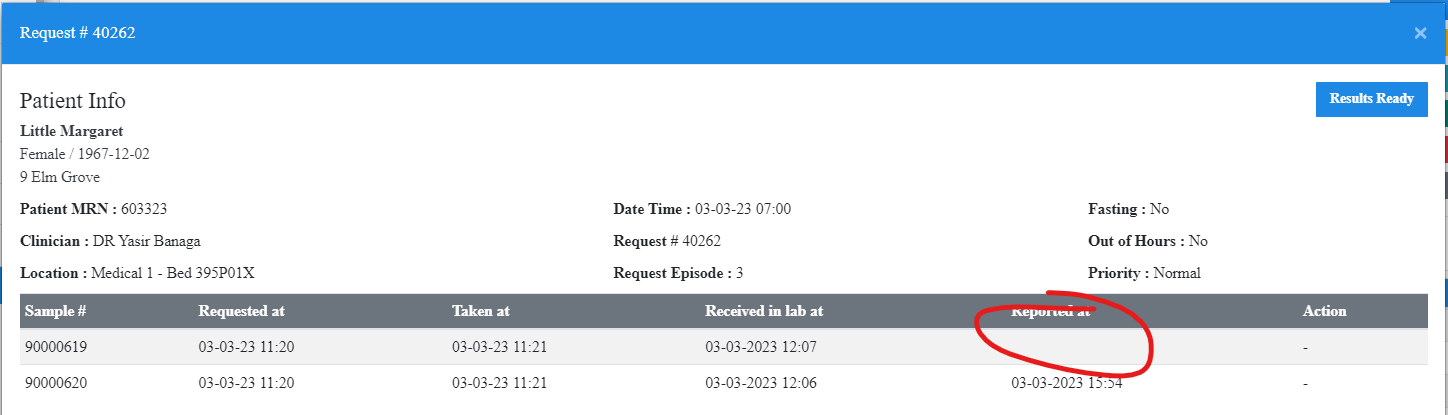 Request # 40262 ×
Patient Info
Results Ready
Little Margaret
Female / 1967-12-02
9 Elm Grove
Patient MRN : 603323 Date Time : 03-03-23 07:00 Fasting : No
Clinician : DR Yasir Banaga Request # 40262 Out of Hours : No
Location : Medical 1 - Bed 395P01X Request Episode : 3 Priority : Normal
Sample # Requested at Taken at Received in lab at Reported at Action
90000619 03-03-23 11:20 03-03-23 11:21 03-03-2023 12:07 -
90000620 03-03-23 11:20 03-03-23 11:21 03-03-2023 12:06 03-03-2023 15:54 -